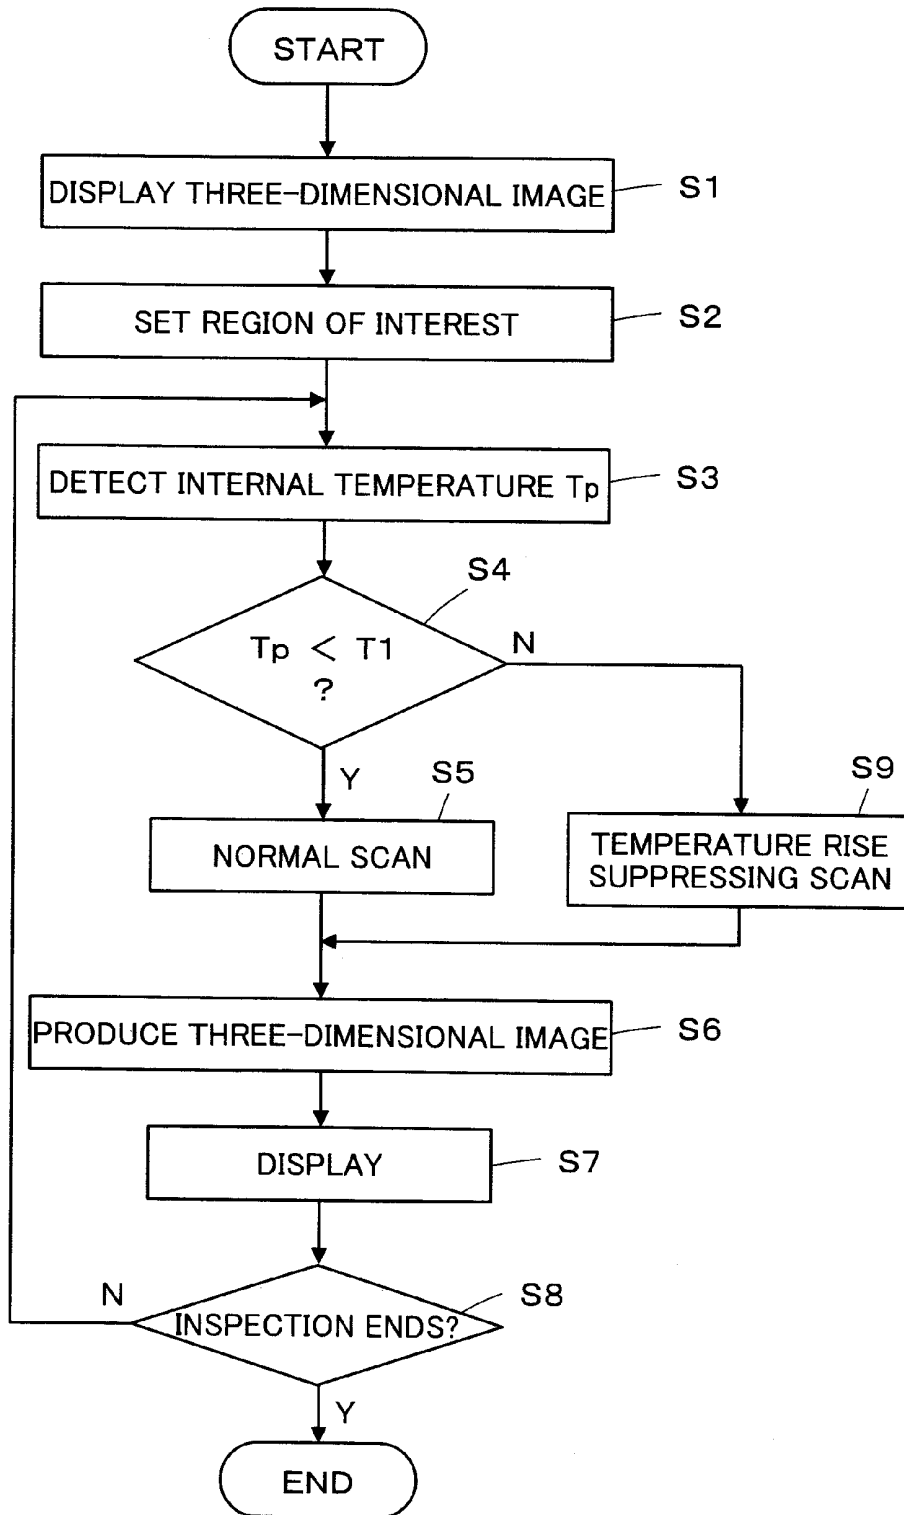 START
DISPLAY THREE-DIMENSIONAL IMAGE
S1
SET REGION OF INTEREST
S2
DETECT INTERNAL TEMPERATURE Tp
S3
S4
Tp < T1
?
N
Y
S5
NORMAL SCAN
S9
TEMPERATURE RISE
SUPPRESSING SCAN
PRODUCE THREE-DIMENSIONAL IMAGE
S6
DISPLAY
S7
S8
INSPECTION ENDS?
N
Y
END